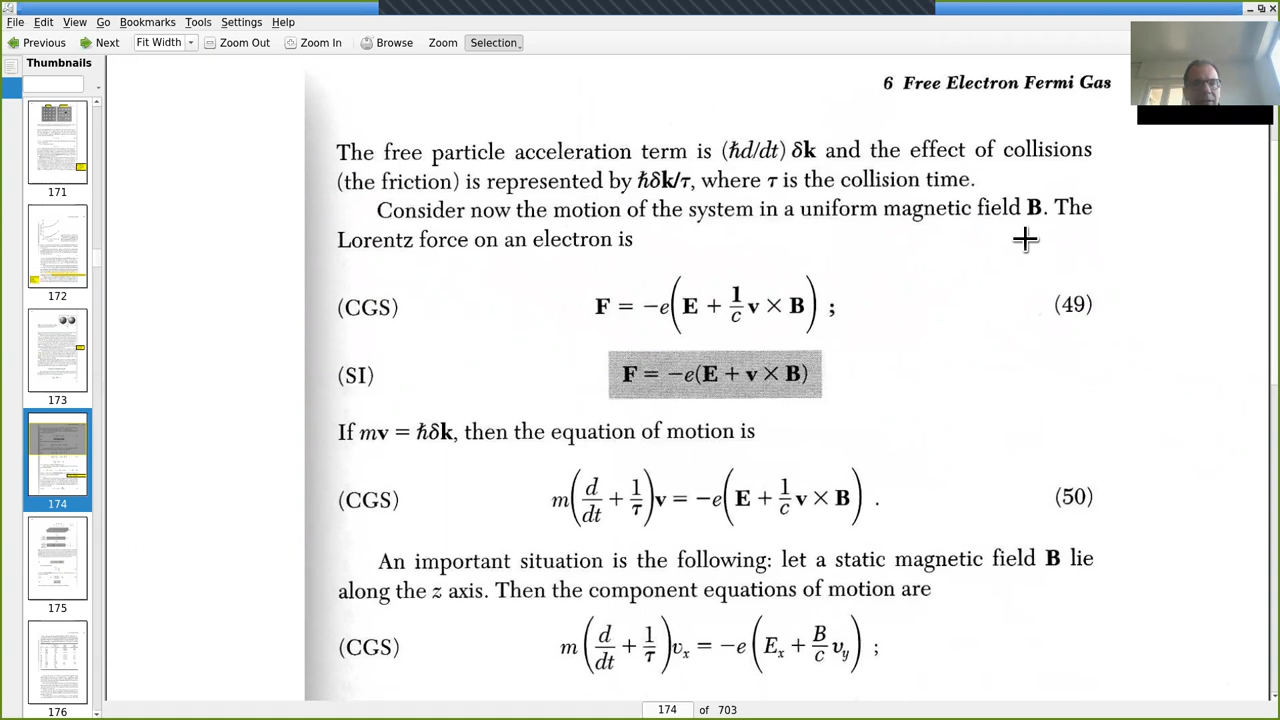 File Edit View Go Bookmarks Tools Settings Help
Previous Next Fit Width Zoom Out Zoom In Browse Zoom Selection
Thumbnails
171
172
173
174
175
176
6 Free Electron Fermi Gas
The free particle acceleration term is (ℏd/dt) δk and the effect of collisions
(the friction) is represented by ℏδk/τ, where τ is the collision time.
Consider now the motion of the system in a uniform magnetic field B. The
Lorentz force on an electron is
(CGS) F = −e(E + 1/c v × B) ; (49)
(SI) F = −e(E + v × B)
If mv = ℏδk, then the equation of motion is
(CGS) m(d/dt + 1/τ)v = −e(E + 1/c v × B) . (50)
An important situation is the following: let a static magnetic field B lie
along the z axis. Then the component equations of motion are
(CGS) m(d/dt + 1/τ)vₓ = −e(Eₓ + B/c v_y) ;
174 of 703